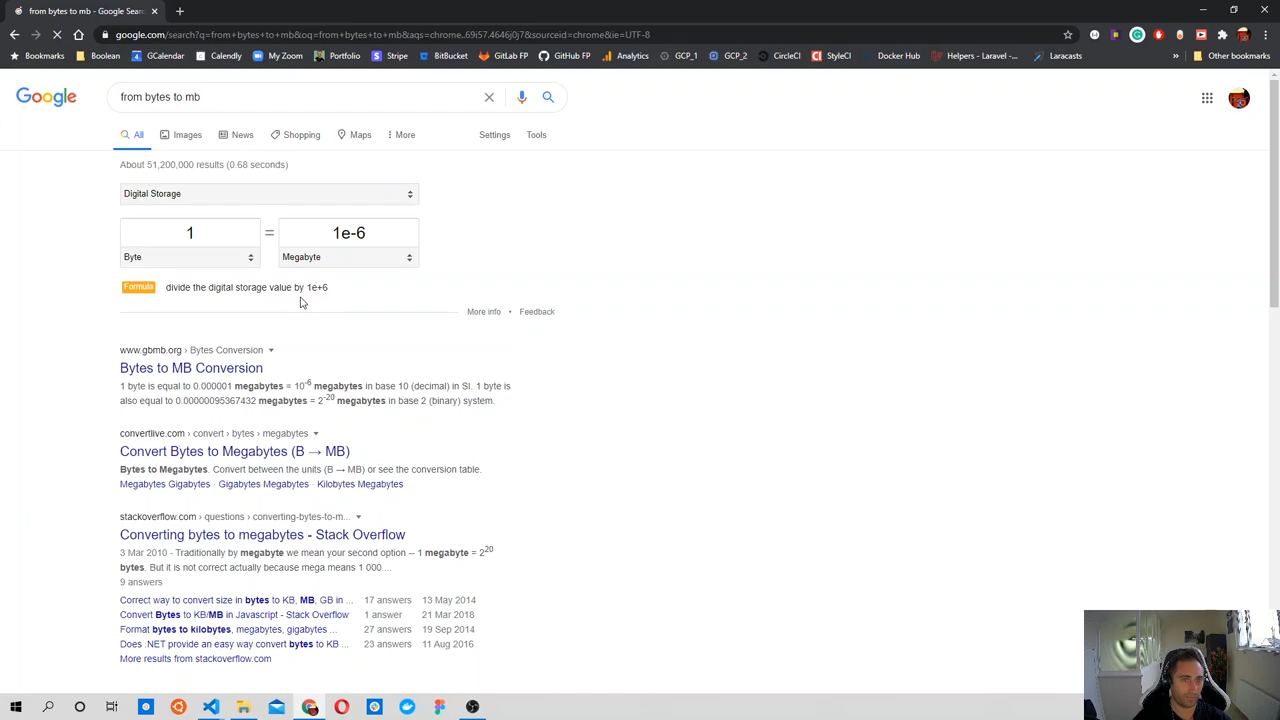 from bytes to mb - Google Sear
google.com/search?q=from+bytes+to+mb&oq=from+bytes+to+mb&aqs=chrome..69i57.4646j0j7&sourceid=chrome&ie=UTF-8
Bookmarks Boolean GCalendar Calendly Zoom Portfolio Stripe BitBucket GitLab FP Analytics GCP_1 GCP_2 CircleCI StyleCI Docker Hub Helpers - Laravel -... Laracasts Other bookmarks
Google
from bytes to mb
All Images News Shopping Maps More Settings Tools
About 51,200,000 results (0.68 seconds)
Digital Storage
1 = 1e-6
Byte Megabyte
Formula divide the digital storage value by 1e+6
More info • Feedback
www.gbmb.org › Bytes Conversion
Bytes to MB Conversion
1 byte is equal to 0.000001 megabytes = 10-6 megabytes in base 10 (decimal) in SI. 1 byte is
also equal to 0.00000095367432 megabytes = 2-20 megabytes in base 2 (binary) system.
convertlive.com › convert › bytes › megabytes
Convert Bytes to Megabytes (B → MB)
Bytes to Megabytes. Convert between the units (B → MB) or see the conversion table.
Megabytes Gigabytes · Gigabytes Megabytes · Kilobytes Megabytes
stackoverflow.com › questions › converting-bytes-to-m...
Converting bytes to megabytes - Stack Overflow
3 Mar 2010 - Traditionally by megabyte we mean your second option -- 1 megabyte = 220
bytes. But it is not correct actually because mega means 1 000 ...
9 answers
Correct way to convert size in bytes to KB, MB, GB in ... 17 answers 13 May 2014
Convert Bytes to KB/MB in Javascript - Stack Overflow 1 answer 21 Mar 2018
Format bytes to kilobytes, megabytes, gigabytes ... 27 answers 19 Sep 2014
Does .NET provide an easy way convert bytes to KB ... 23 answers 11 Aug 2016
More results from stackoverflow.com